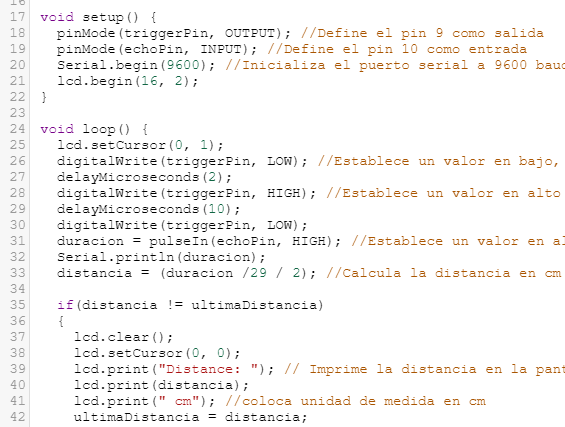 17 void setup() {
18 pinMode(triggerPin, OUTPUT); //Define el pin 9 como salida
19 pinMode(echoPin, INPUT); //Define el pin 10 como entrada
20 Serial.begin(9600); //Inicializa el puerto serial a 9600
21 lcd.begin(16, 2);
22 }
23
24 void loop() {
25 lcd.setCursor(0, 1);
26 digitalWrite(triggerPin, LOW); //Establece un valor en bajo,
27 delayMicroseconds(2);
28 digitalWrite(triggerPin, HIGH); //Establece un valor en alto
29 delayMicroseconds(10);
30 digitalWrite(triggerPin, LOW);
31 duracion = pulseIn(echoPin, HIGH); //Establece un valor en
32 Serial.println(duracion);
33 distancia = (duracion /29 / 2); //Calcula la distancia en cm
34
35 if(distancia != ultimaDistancia)
36 {
37 lcd.clear();
38 lcd.setCursor(0, 0);
39 lcd.print("Distance: "); // Imprime la distancia en la
40 lcd.print(distancia);
41 lcd.print(" cm"); //coloca unidad de medida en cm
42 ultimaDistancia = distancia;